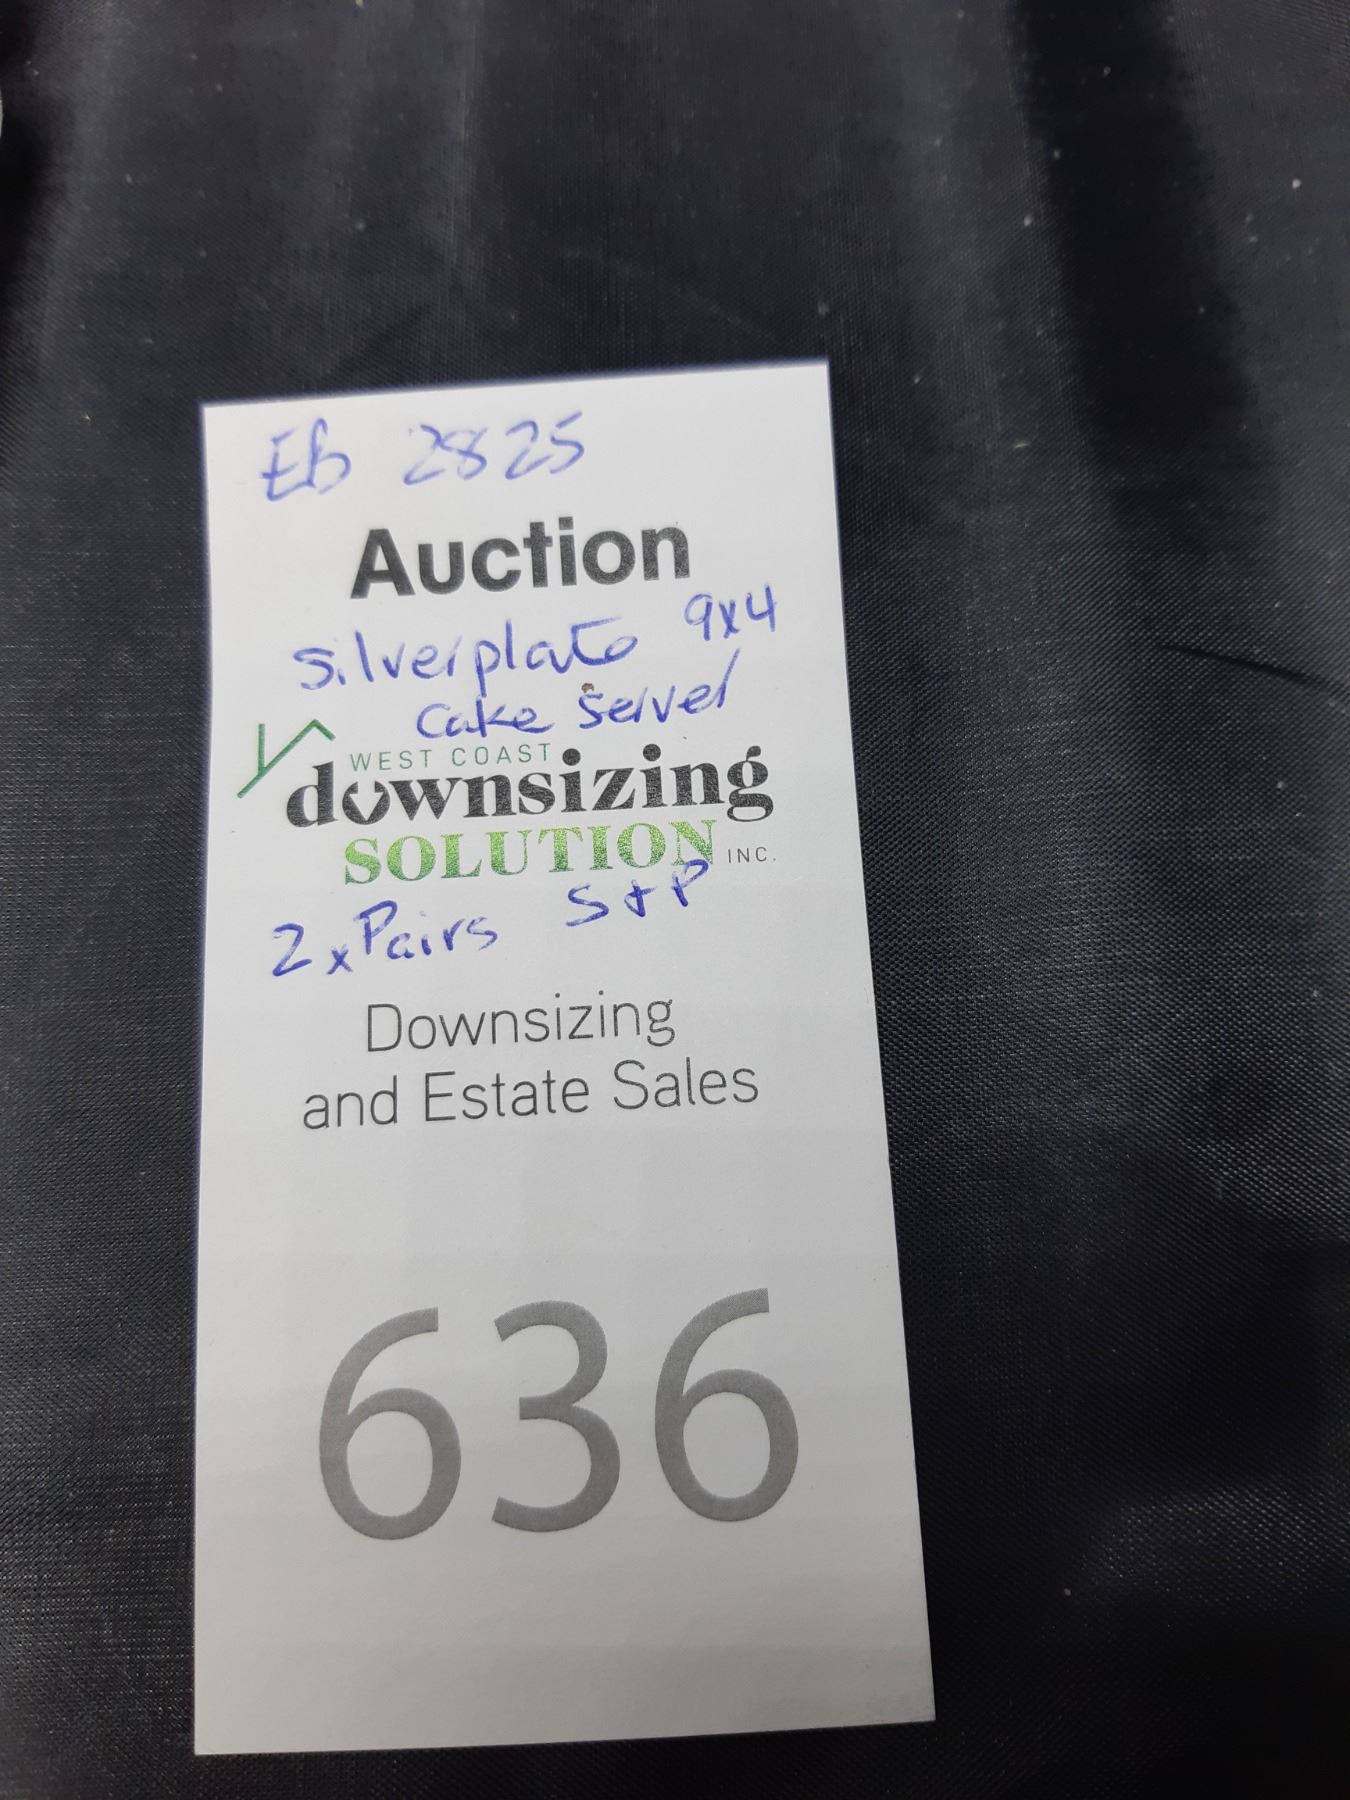 Eb 2825
Auction
Silverplate 9x4
Cake Server
WEST COAST
downsizing
SOLUTION INC.
2 x Pairs S + P
Downsizing
and Estate Sales
636